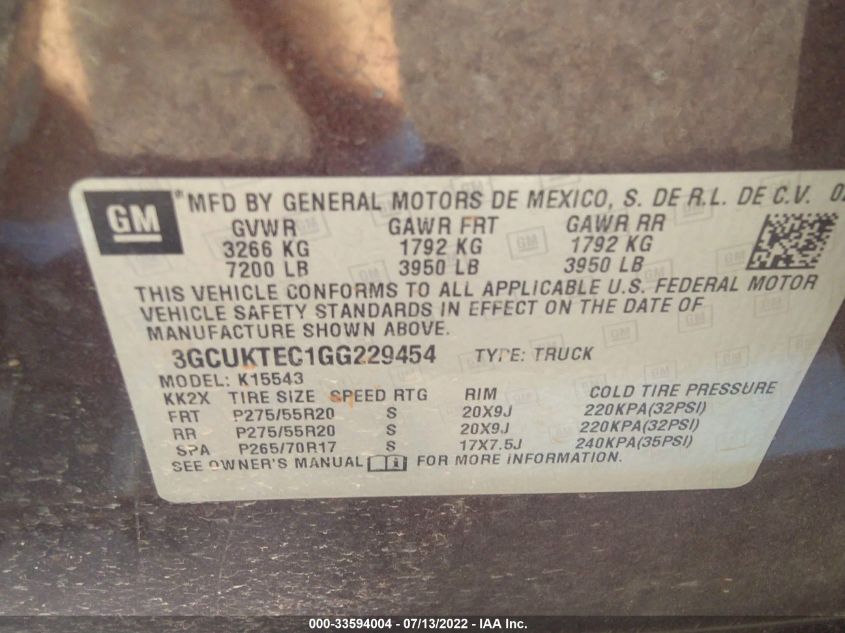 GM ® MFD BY GENERAL MOTORS DE MEXICO, S. DE R.L. DE C.V.
GVWR GAWR FRT GAWR RR
3266 KG 1792 KG 1792 KG
7200 LB 3950 LB 3950 LB
THIS VEHICLE CONFORMS TO ALL APPLICABLE U.S. FEDERAL MOTOR
VEHICLE SAFETY STANDARDS IN EFFECT ON THE DATE OF
MANUFACTURE SHOWN ABOVE.
3GCUKTEC1GG229454 TYPE: TRUCK
MODEL: K15543
KK2X TIRE SIZE SPEED RTG RIM COLD TIRE PRESSURE
FRT P275/55R20 S 20X9J 220KPA(32PSI)
RR P275/55R20 S 20X9J 220KPA(32PSI)
SPA P265/70R17 S 17X7.5J 240KPA(35PSI)
SEE OWNER'S MANUAL FOR MORE INFORMATION.
000-33594004 - 07/13/2022 - IAA Inc.